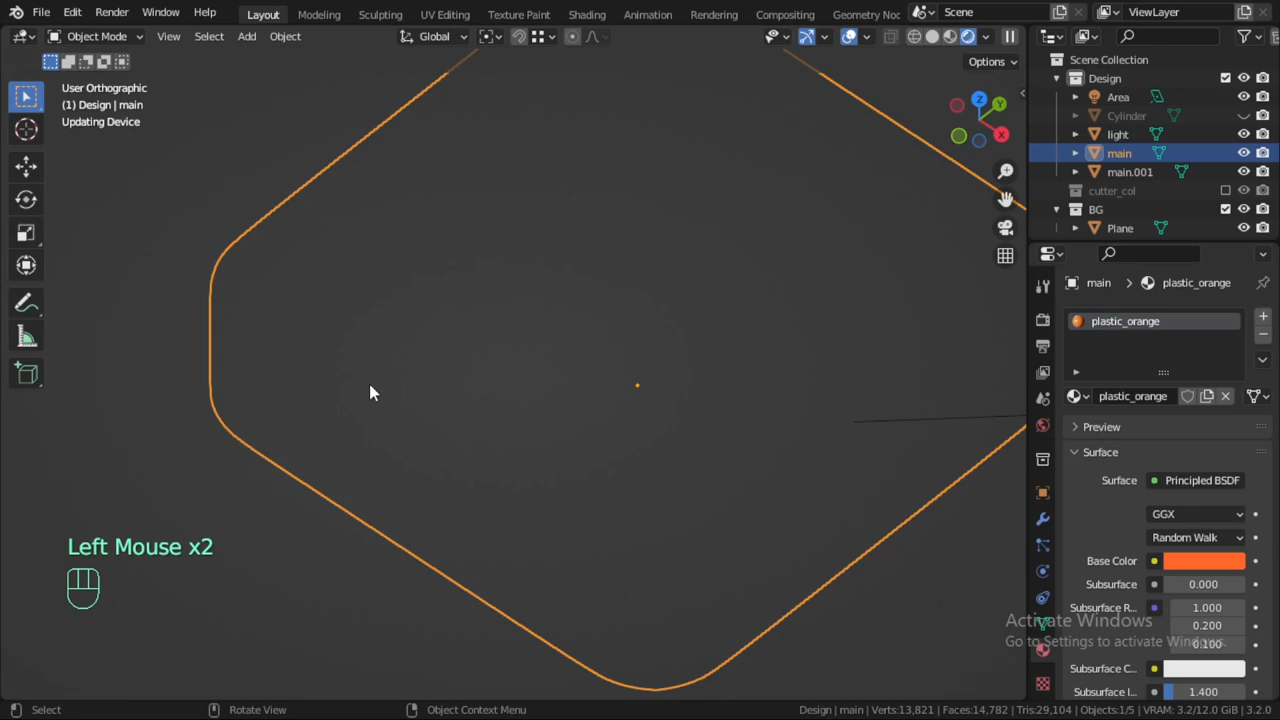 File Edit Render Window Help Layout Modeling Sculpting UV Editing Texture Paint Shading Animation Rendering Compositing Geometry Noc Scene ViewLayer
Object Mode View Select Add Object Global
Options
User Orthographic
(1) Design | main
Updating Device
Z
Y
X
Scene Collection
Design
Area
Cylinder
light
main
main.001
cutter_col
BG
Plane
main > plastic_orange
plastic_orange
plastic_orange
Preview
Surface
Surface Principled BSDF
GGX
Random Walk
Base Color
Subsurface 0.000
Subsurface R... 1.000
0.200
0.100
Subsurface C...
Subsurface I... 1.400
Activate Windows
Go to Settings to activate Windows.
Left Mouse x2
Select Rotate View Object Context Menu Design | main | Verts:13,821 | Faces:14,782 | Tris:29,104 | Objects:1/5 | VRAM: 3.2/12.0 GiB | 3.2.0